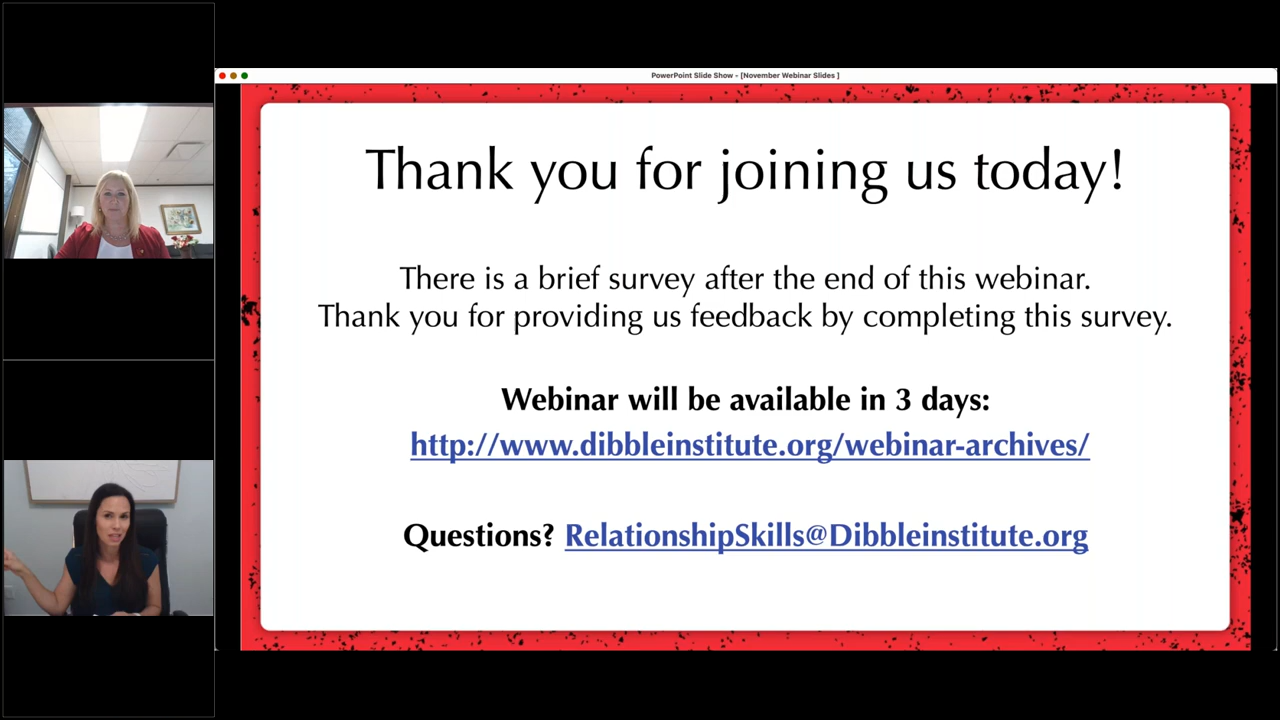 PowerPoint Slide Show - [November Webinar Slides ]
Thank you for joining us today!
There is a brief survey after the end of this webinar.
Thank you for providing us feedback by completing this survey.
Webinar will be available in 3 days:
http://www.dibbleinstitute.org/webinar-archives/
Questions? RelationshipSkills@Dibbleinstitute.org